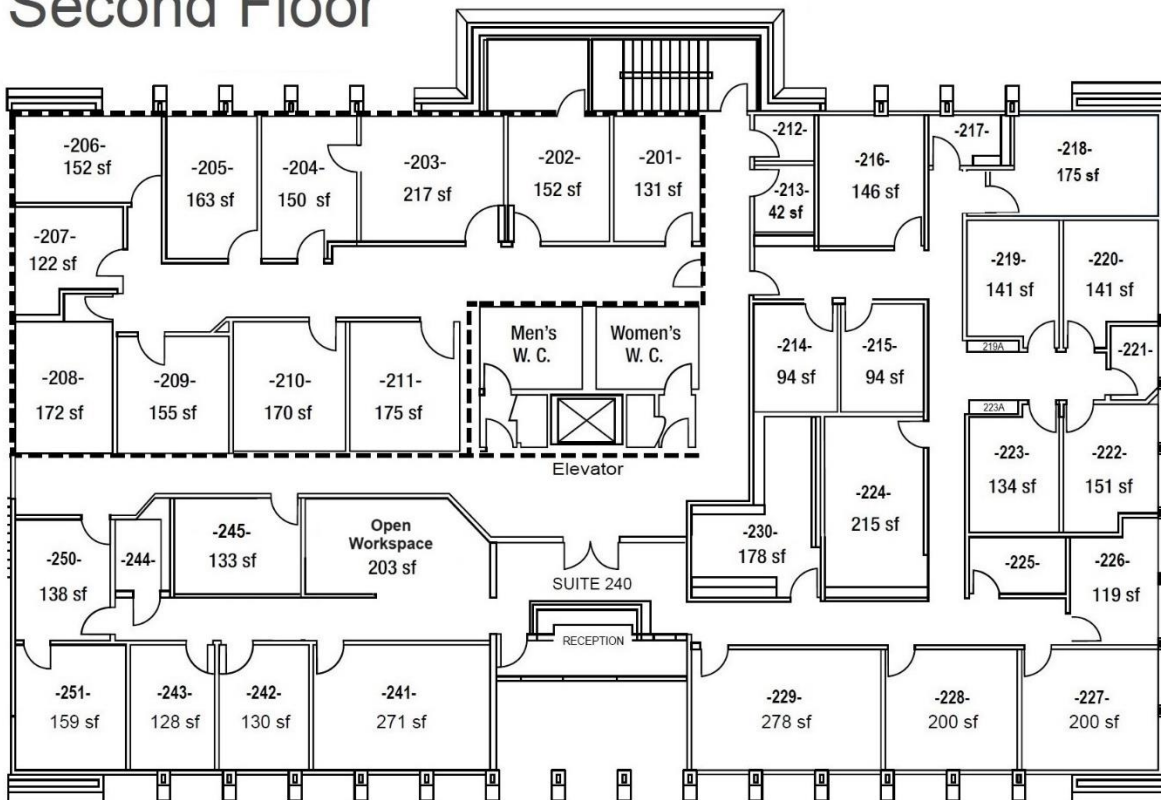 Second Floor
-206-
152 sf
-205-
163 sf
-204-
150 sf
-203-
217 sf
-202-
152 sf
-201-
131 sf
-212-
-213-
42 sf
-216-
146 sf
-217-
-218-
175 sf
-207-
122 sf
-219-
141 sf
-220-
141 sf
219A
-221-
Men's
W. C.
Women's
W. C.
-214-
94 sf
-215-
94 sf
-208-
172 sf
-209-
155 sf
-210-
170 sf
-211-
175 sf
Elevator
223A
-223-
134 sf
-222-
151 sf
-224-
215 sf
-230-
178 sf
-225-
-226-
119 sf
-250-
138 sf
-244-
-245-
133 sf
Open
Workspace
203 sf
SUITE 240
RECEPTION
-251-
159 sf
-243-
128 sf
-242-
130 sf
-241-
271 sf
-229-
278 sf
-228-
200 sf
-227-
200 sf